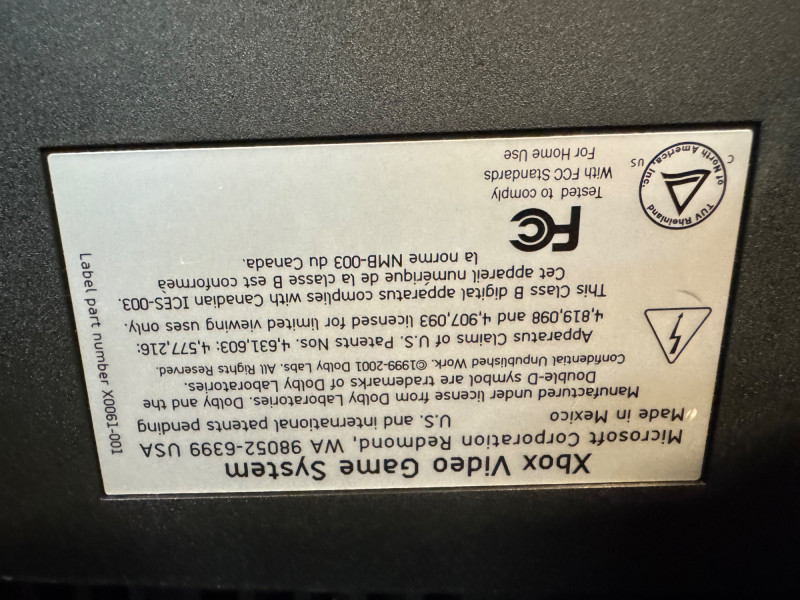 Xbox Video Game System
Microsoft Corporation Redmond, WA 98052-6399 USA
Made in Mexico U.S. and international patents pending
Manufactured under license from Dolby Laboratories. Dolby and the
Double-D symbol are trademarks of Dolby Laboratories.
Confidential Unpublished Work. ©1999-2001 Dolby Labs. All Rights Reserved.
Apparatus Claims of U.S. Patents Nos. 4,631,603; 4,577,216;
4,819,098 and 4,907,093 licensed for limited viewing uses only.
This Class B digital apparatus complies with Canadian ICES-003.
Cet appareil numérique de la classe B est conformeà
la norme NMB-003 du Canada.
FC
Tested to comply
With FCC Standards
For Home Use
TUV Rheinland
of North America, Inc.
C US
Label part number X0061-001